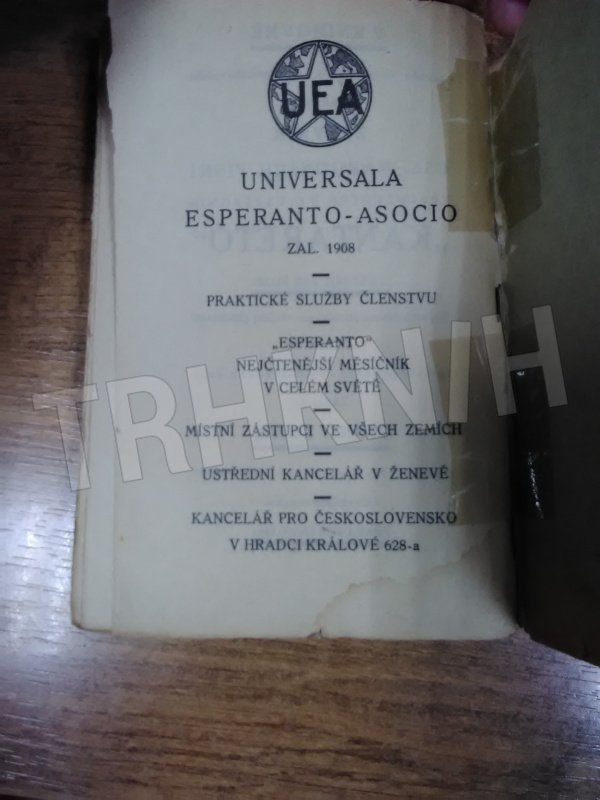 UEA
UNIVERSALA
ESPERANTO-ASOCIO
ZAL. 1908
PRAKTICKÉ SLUŽBY ČLENSTVU
„ESPERANTO“
NEJČTENĚJŠÍ MĚSÍČNÍK
V CELÉM SVĚTĚ
MÍSTNÍ ZÁSTUPCI VE VŠECH ZEMÍCH
USTŘEDNÍ KANCELÁŘ V ŽENEVĚ
KANCELÁŘ PRO ČESKOSLOVENSKO
V HRADCI KRÁLOVÉ 628-a
TRHKNIH